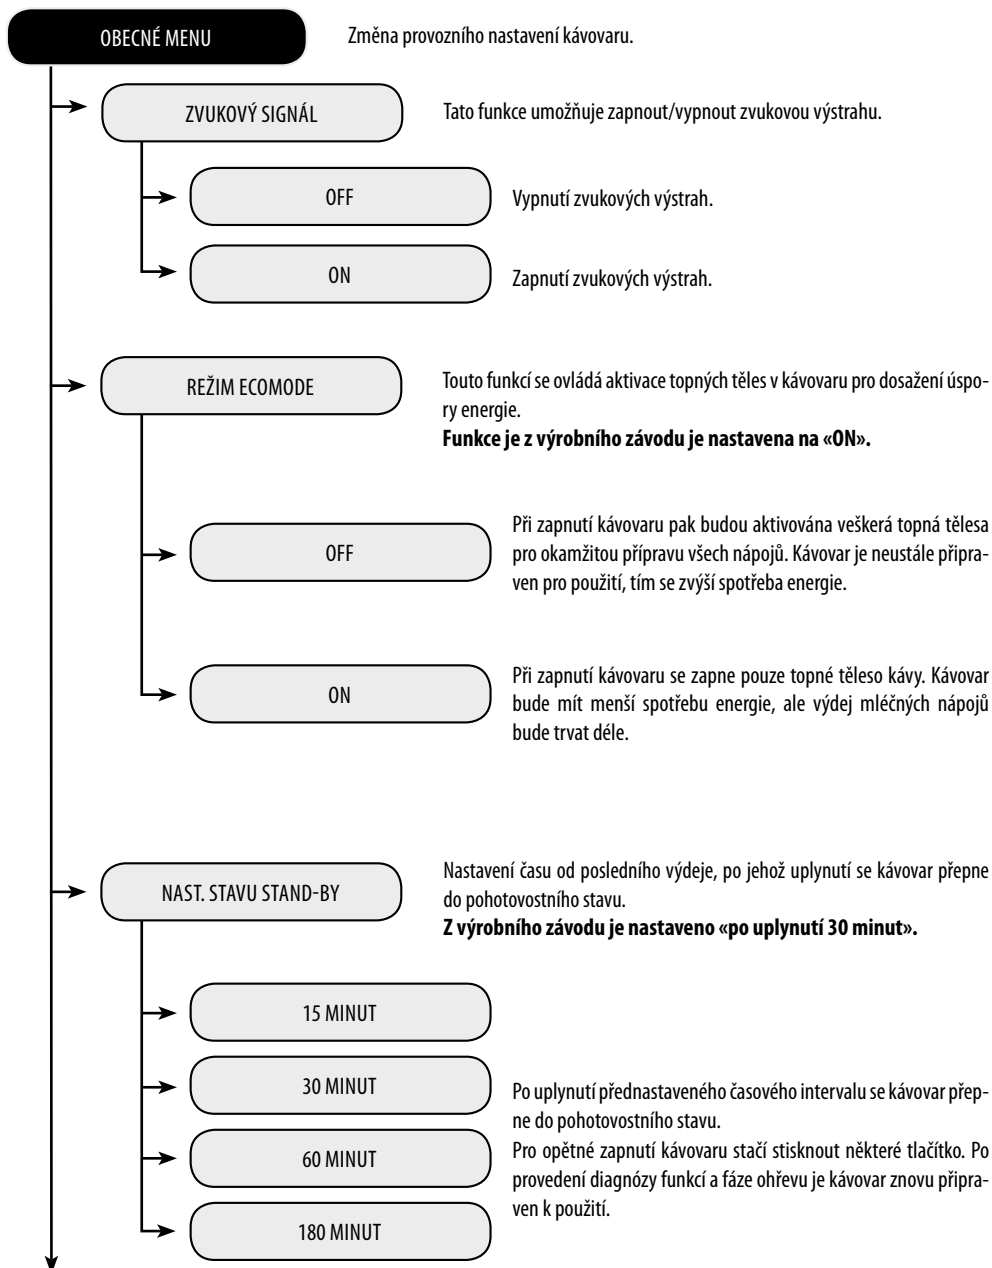 OBECNÉ MENU
Změna provozního nastavení kávovaru.
ZVUKOVÝ SIGNÁL
Tato funkce umožňuje zapnout/vypnout zvukovou výstrahu.
OFF
Vypnutí zvukových výstrah.
ON
Zapnutí zvukových výstrah.
REŽIM ECOMODE
Touto funkcí se ovládá aktivace topných těles v kávovaru pro dosažení úspo-
ry energie.
Funkce je z výrobního závodu je nastavena na «ON».
OFF
Při zapnutí kávovaru pak budou aktivována veškerá topná tělesa
pro okamžitou přípravu všech nápojů. Kávovar je neustále připra-
ven pro použití, tím se zvýší spotřeba energie.
ON
Při zapnutí kávovaru se zapne pouze topné těleso kávy. Kávovar
bude mít menší spotřebu energie, ale výdej mléčných nápojů
bude trvat déle.
NAST. STAVU STAND-BY
Nastavení času od posledního výdeje, po jehož uplynutí se kávovar přepne
do pohotovostního stavu.
Z výrobního závodu je nastaveno «po uplynutí 30 minut».
15 MINUT
30 MINUT
60 MINUT
180 MINUT
Po uplynutí přednastaveného časového intervalu se kávovar přep-
ne do pohotovostního stavu.
Pro opětné zapnutí kávovaru stačí stisknout některé tlačítko. Po
provedení diagnózy funkcí a fáze ohřevu je kávovar znovu připra-
ven k použití.